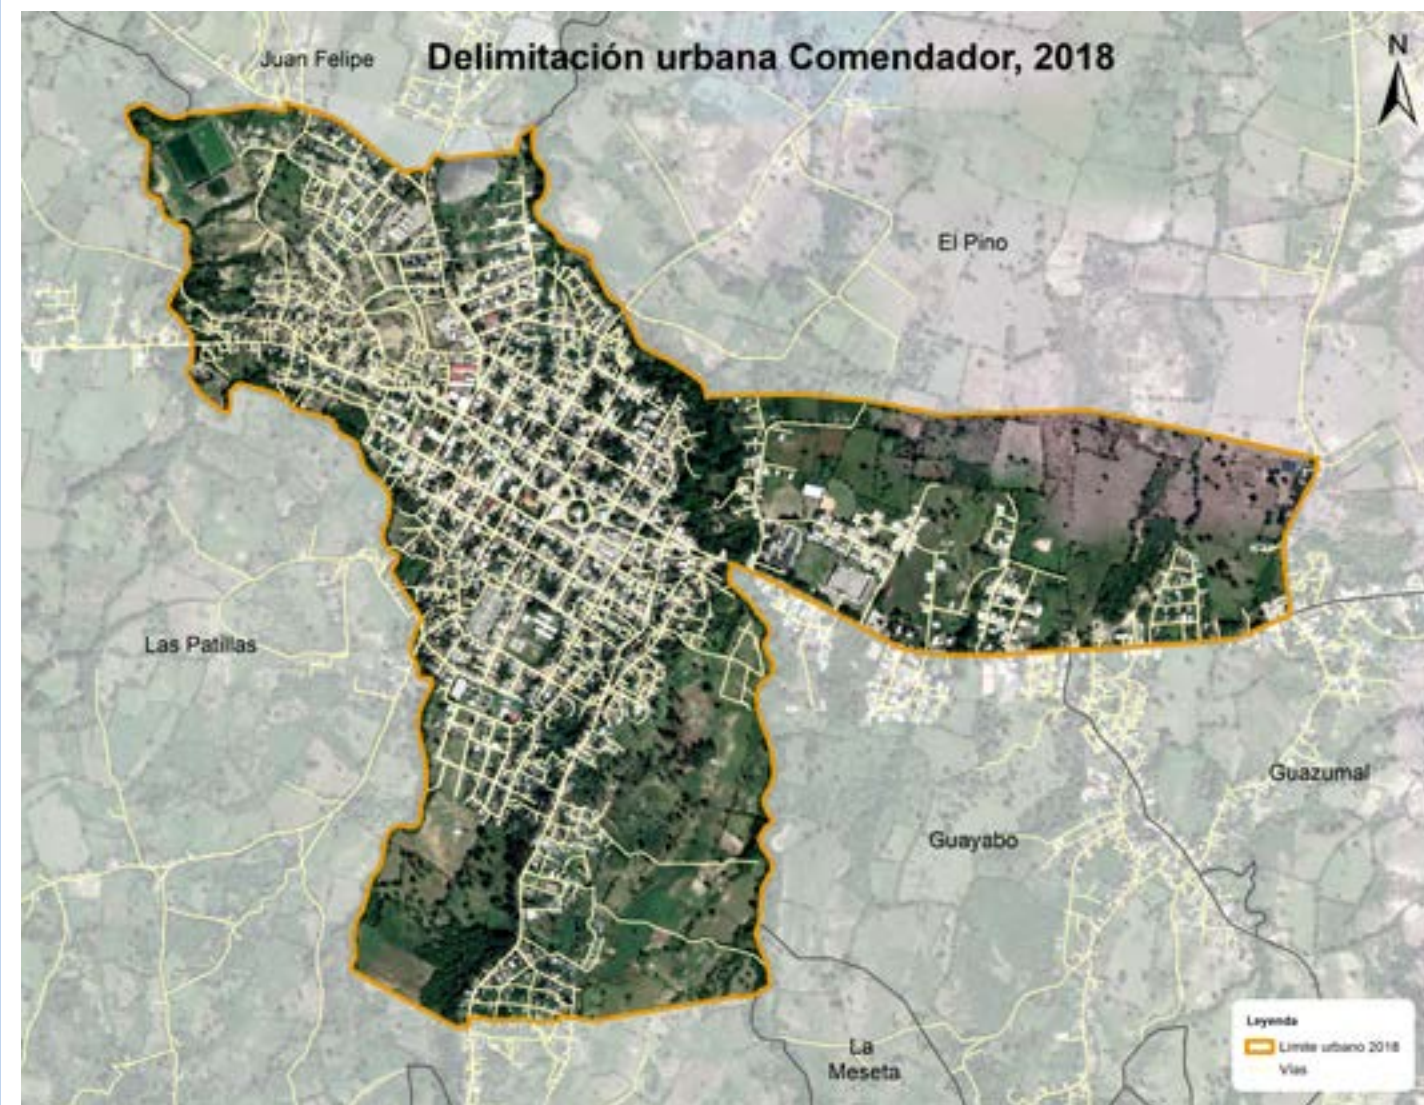 Delimitación urbana Comendador, 2018
N
Juan Felipe
El Pino
Las Patillas
Guazumal
Guayabo
La
Meseta
Leyenda
Límite urbano 2018
Vías